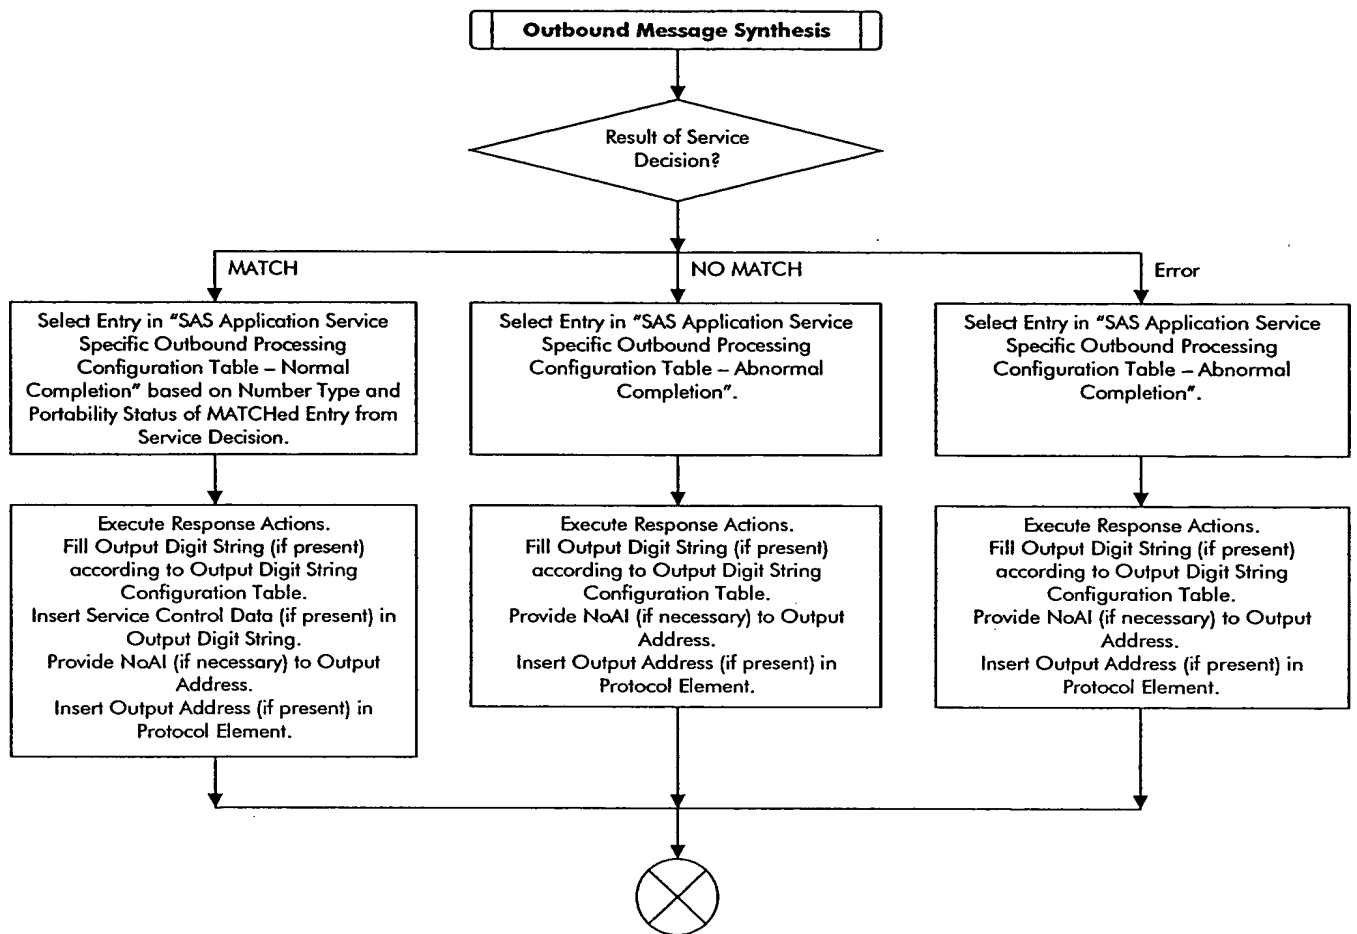 Outbound Message Synthesis
Result of Service
Decision?
MATCH
NO MATCH
Error
Select Entry in "SAS Application Service
Specific Outbound Processing
Configuration Table – Normal
Completion" based on Number Type and
Portability Status of MATCHed Entry from
Service Decision.
Select Entry in "SAS Application Service
Specific Outbound Processing
Configuration Table – Abnormal
Completion".
Select Entry in "SAS Application Service
Specific Outbound Processing
Configuration Table – Abnormal
Completion".
Execute Response Actions.
Fill Output Digit String (if present)
according to Output Digit String
Configuration Table.
Insert Service Control Data (if present) in
Output Digit String.
Provide NoAI (if necessary) to Output
Address.
Insert Output Address (if present) in
Protocol Element.
Execute Response Actions.
Fill Output Digit String (if present)
according to Output Digit String
Configuration Table.
Provide NoAI (if necessary) to Output
Address.
Insert Output Address (if present) in
Protocol Element.
Execute Response Actions.
Fill Output Digit String (if present)
according to Output Digit String
Configuration Table.
Provide NoAI (if necessary) to Output
Address.
Insert Output Address (if present) in
Protocol Element.